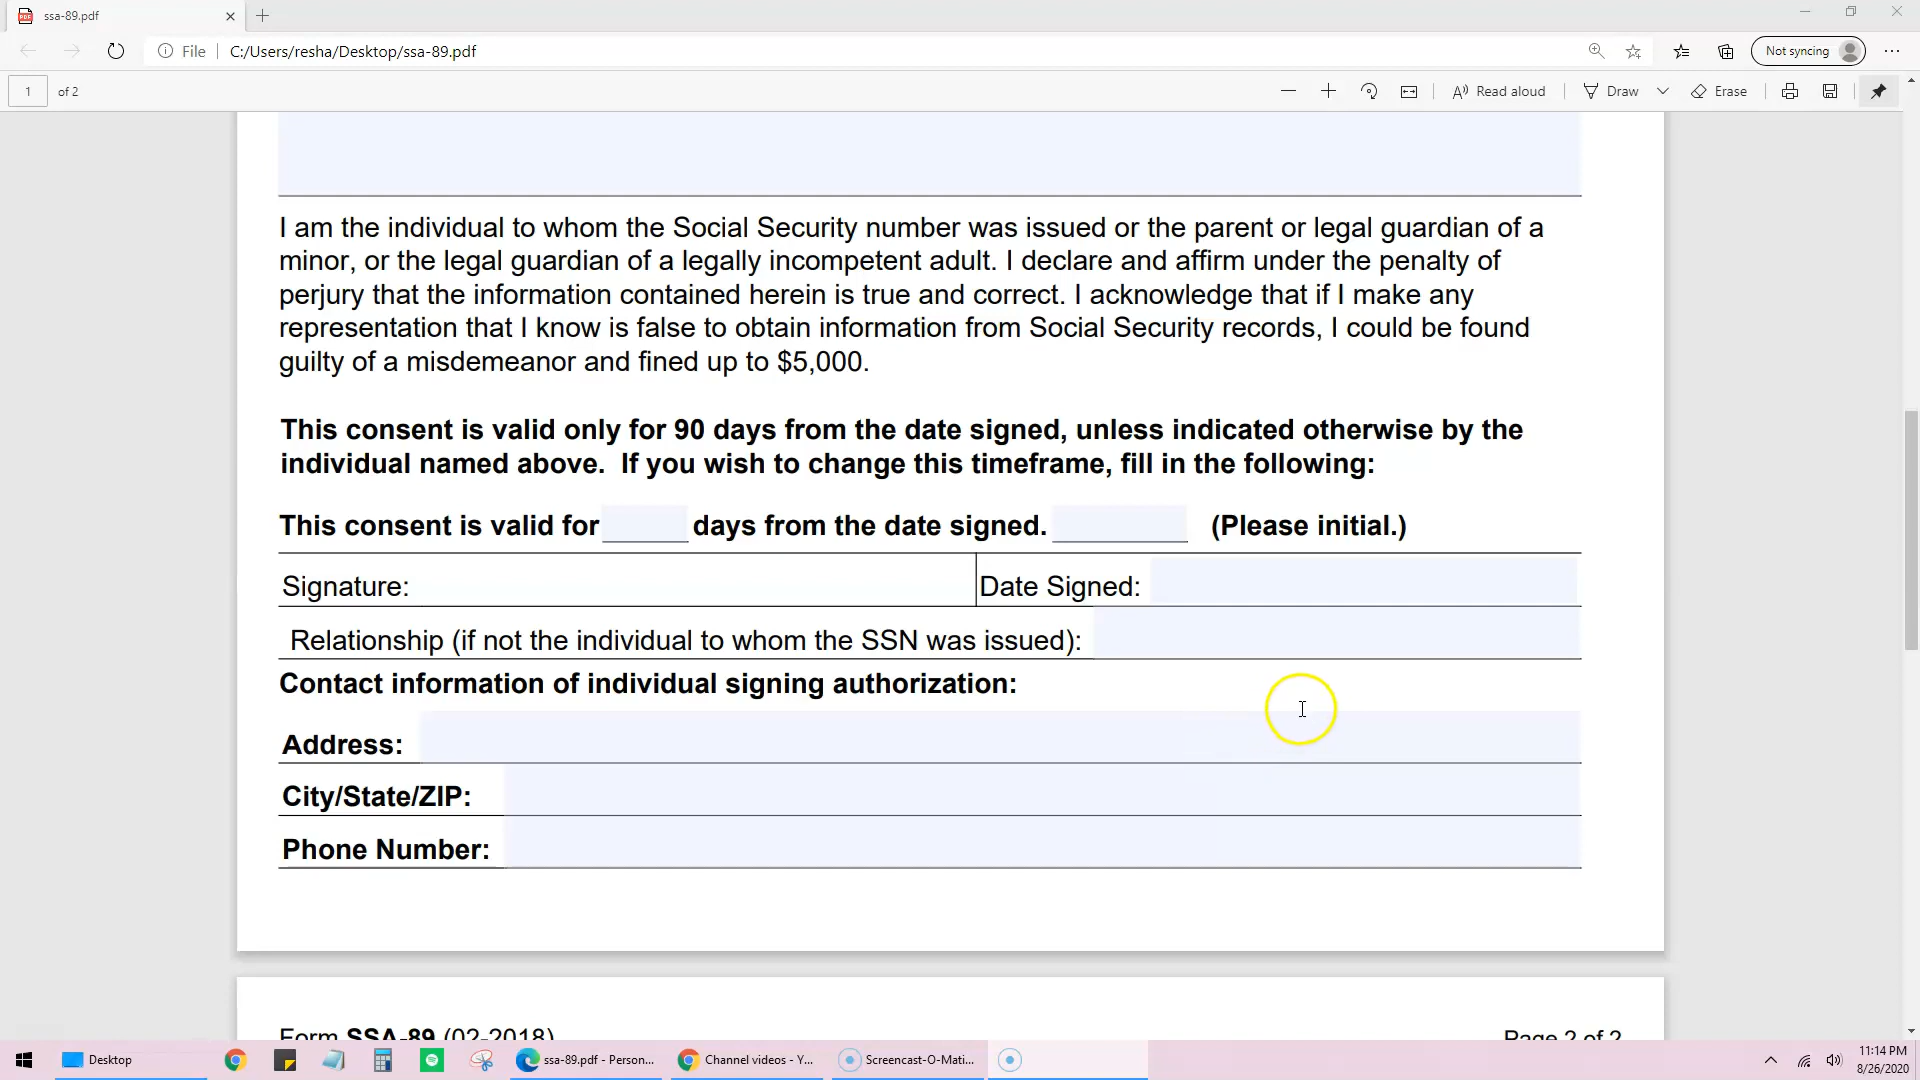 ssa-89.pdf
File
C:/Users/resha/Desktop/ssa-89.pdf
Not syncing
1 of 2
Read aloud
Draw
Erase
I am the individual to whom the Social Security number was issued or the parent or legal guardian of a
minor, or the legal guardian of a legally incompetent adult. I declare and affirm under the penalty of
perjury that the information contained herein is true and correct. I acknowledge that if I make any
representation that I know is false to obtain information from Social Security records, I could be found
guilty of a misdemeanor and fined up to $5,000.
This consent is valid only for 90 days from the date signed, unless indicated otherwise by the
individual named above. If you wish to change this timeframe, fill in the following:
This consent is valid for days from the date signed. (Please initial.)
Signature: Date Signed:
Relationship (if not the individual to whom the SSN was issued):
Contact information of individual signing authorization:
Address:
City/State/ZIP:
Phone Number:
Form SSA-89 (02-2018) Page 2 of 2
Desktop
ssa-89.pdf - Person...
Channel videos - Y...
Screencast-O-Mati...
11:14 PM
8/26/2020